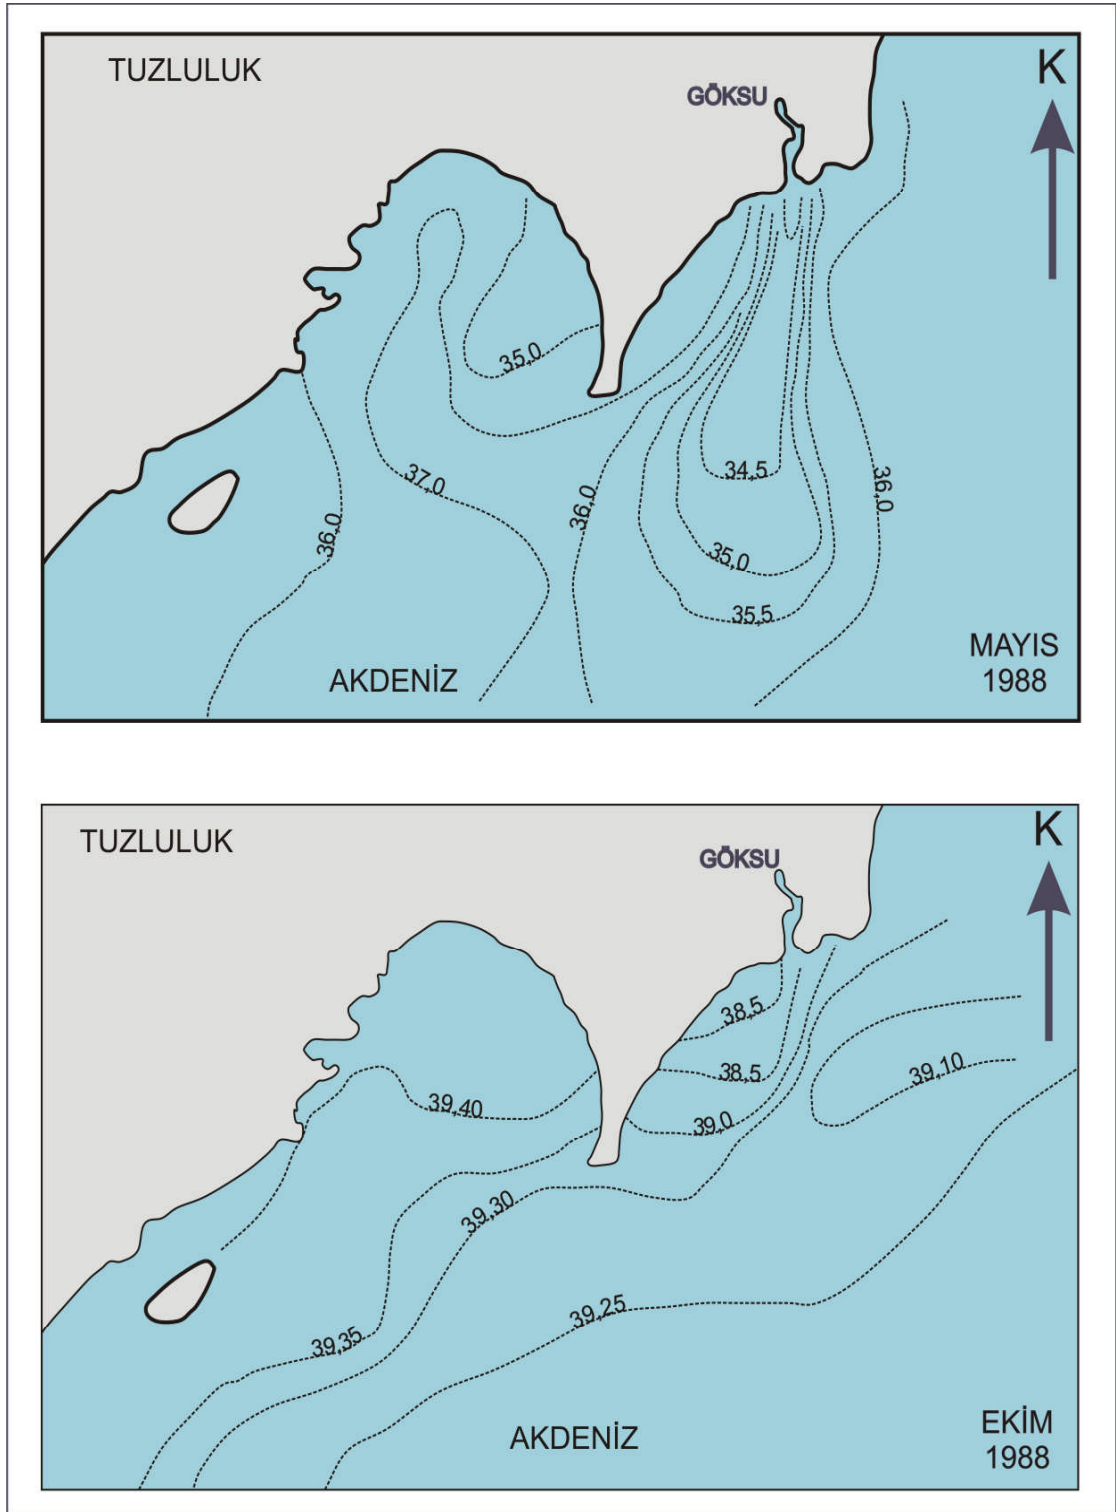 TUZLULUK
K
GÖKSU
35,0
37,0
34,5
36,0
36,0
36,0
35,0
35,5
MAYIS
1988
AKDENİZ
TUZLULUK
K
GÖKSU
38,5
38,5
39,10
39,40
39,0
39,30
39,25
39,35
EKİM
1988
AKDENİZ